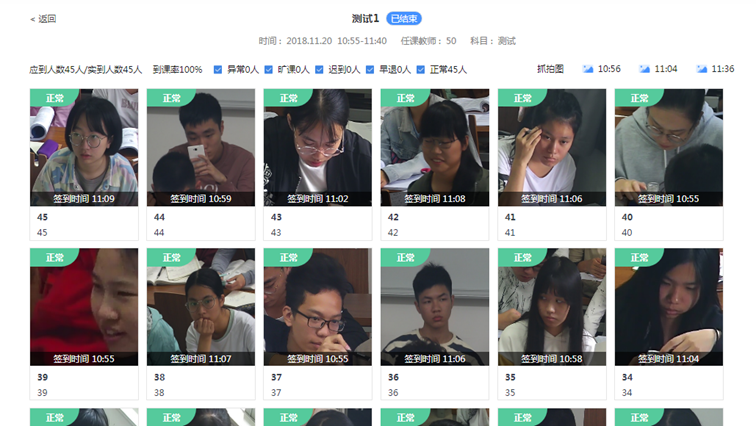 < 返回
测试1 已结束
时间：2018.11.20 10:55-11:40 任课教师：50 科目：测试
应到人数45人/实到人数45人 到课率100% 异常0人 旷课0人 迟到0人 早退0人 正常45人 抓拍图 10:56 11:04 11:36
正常 正常 正常 正常 正常 正常
签到时间 11:09 签到时间 10:59 签到时间 11:02 签到时间 11:08 签到时间 11:06 签到时间 10:55
45 44 43 42 41 40
45 44 43 42 41 40
正常 正常 正常 正常 正常 正常
签到时间 10:55 签到时间 11:07 签到时间 10:55 签到时间 11:06 签到时间 10:58 签到时间 11:04
39 38 37 36 35 34
39 38 37 36 35 34
正常 正常 正常 正常 正常 正常